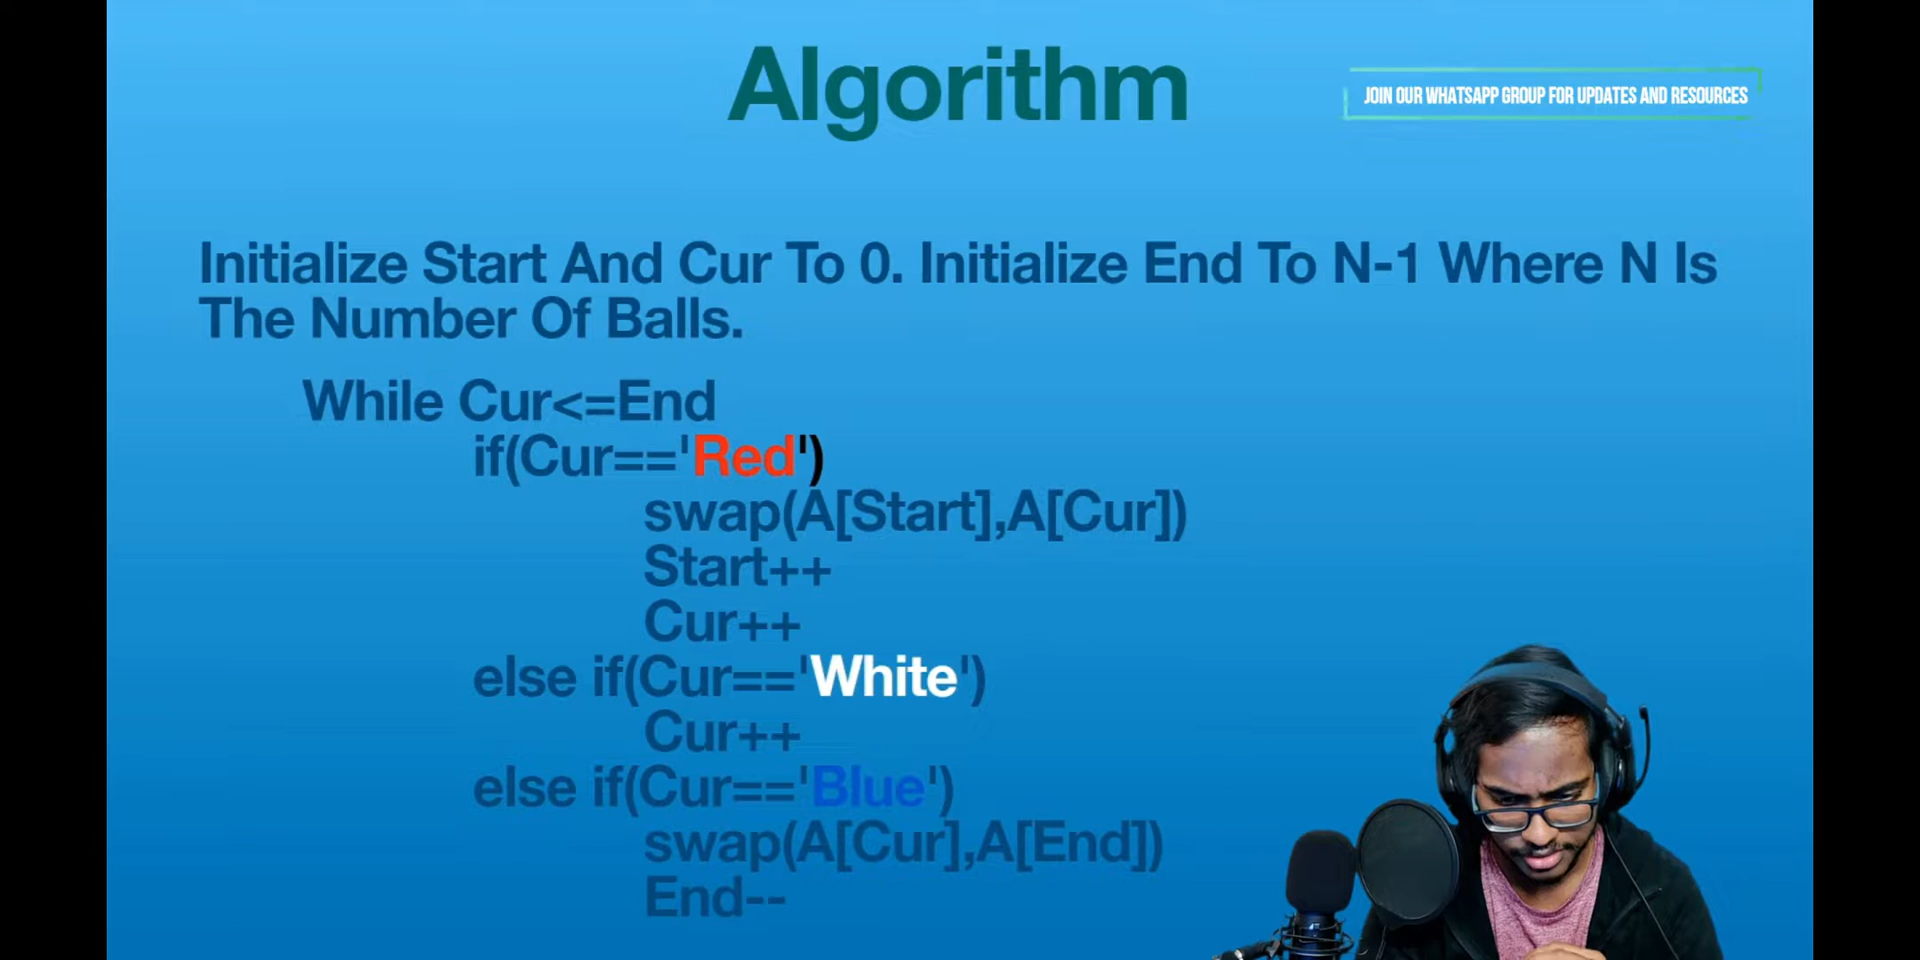 Algorithm
JOIN OUR WHATSAPP GROUP FOR UPDATES AND RESOURCES
Initialize Start And Cur To 0. Initialize End To N-1 Where N Is
The Number Of Balls.
While Cur<=End
if(Cur=='Red')
swap(A[Start],A[Cur])
Start++
Cur++
else if(Cur=='White')
Cur++
else if(Cur=='Blue')
swap(A[Cur],A[End])
End--